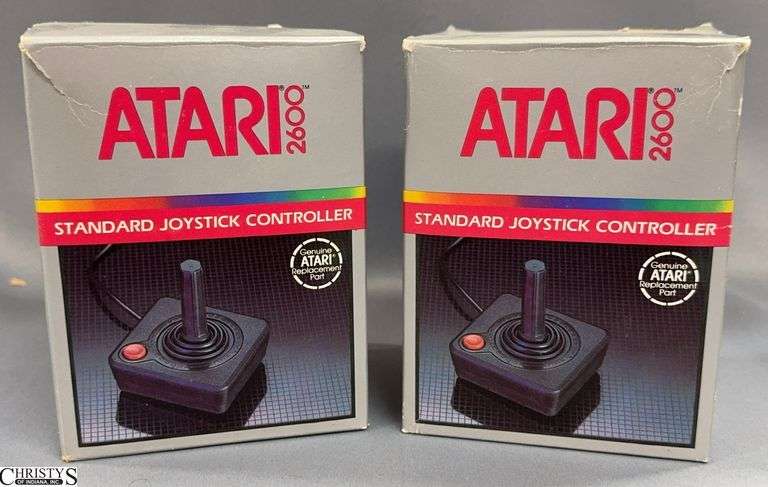 ATARI® 2600™
STANDARD JOYSTICK CONTROLLER
Genuine
ATARI®
Replacement
Part
ATARI® 2600™
STANDARD JOYSTICK CONTROLLER
Genuine
ATARI®
Replacement
Part
CHRISTY'S
OF INDIANA, INC.